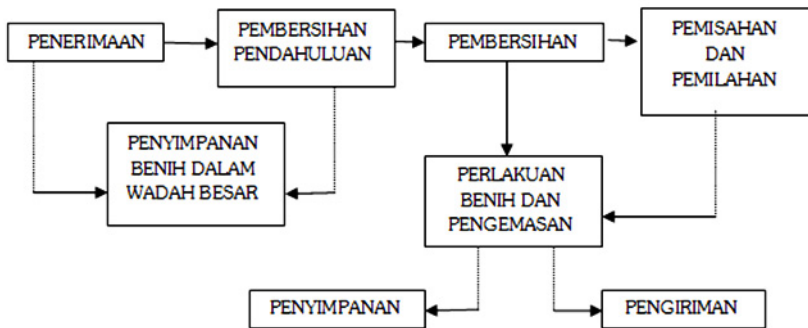 PENERIMAAN
PEMBERSIHAN
PENDAHULUAN
PEMBERSIHAN
PEMISAHAN
DAN
PEMILAHAN
PENYIMPANAN
BENIH DALAM
WADAH BESAR
PERLAKUAN
BENIH DAN
PENGEMASAN
PENYIMPANAN
PENGIRIMAN